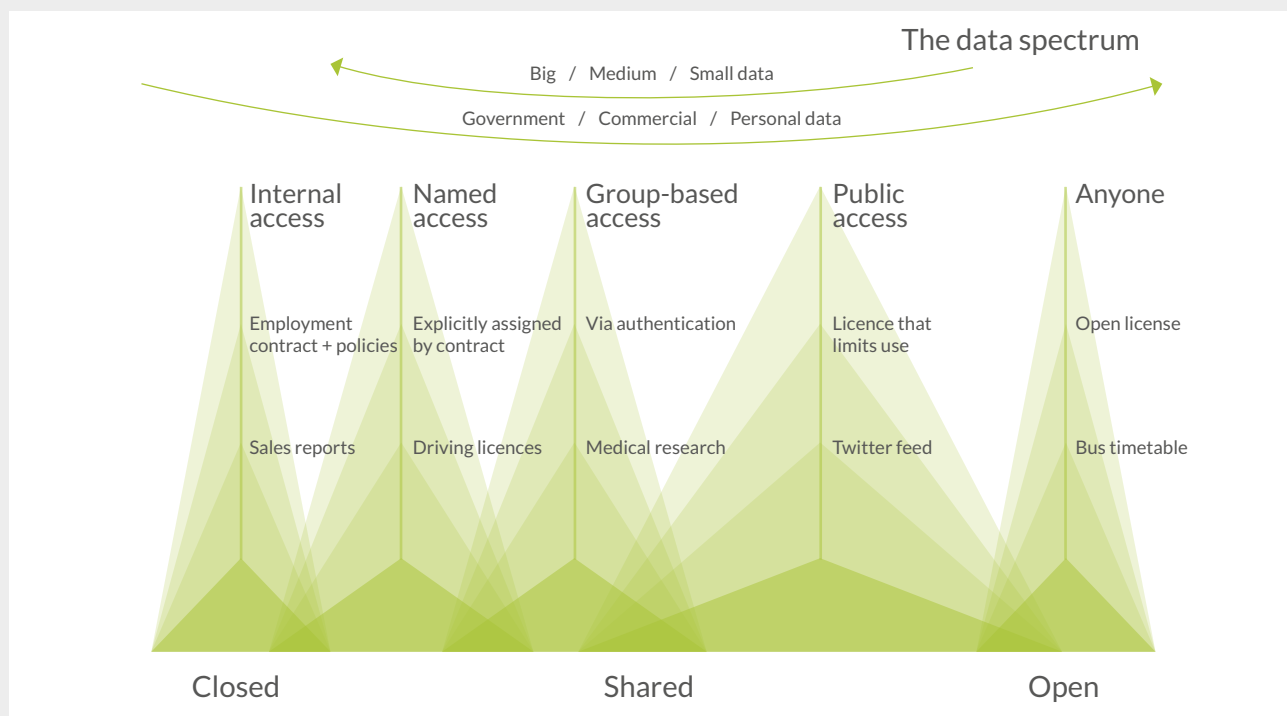 The data spectrum
Big / Medium / Small data
Government / Commercial / Personal data
Internal
access
Named
access
Group-based
access
Public
access
Anyone
Employment
contract + policies
Explicitly assigned
by contract
Via authentication
Licence that
limits use
Open license
Sales reports
Driving licences
Medical research
Twitter feed
Bus timetable
Closed
Shared
Open